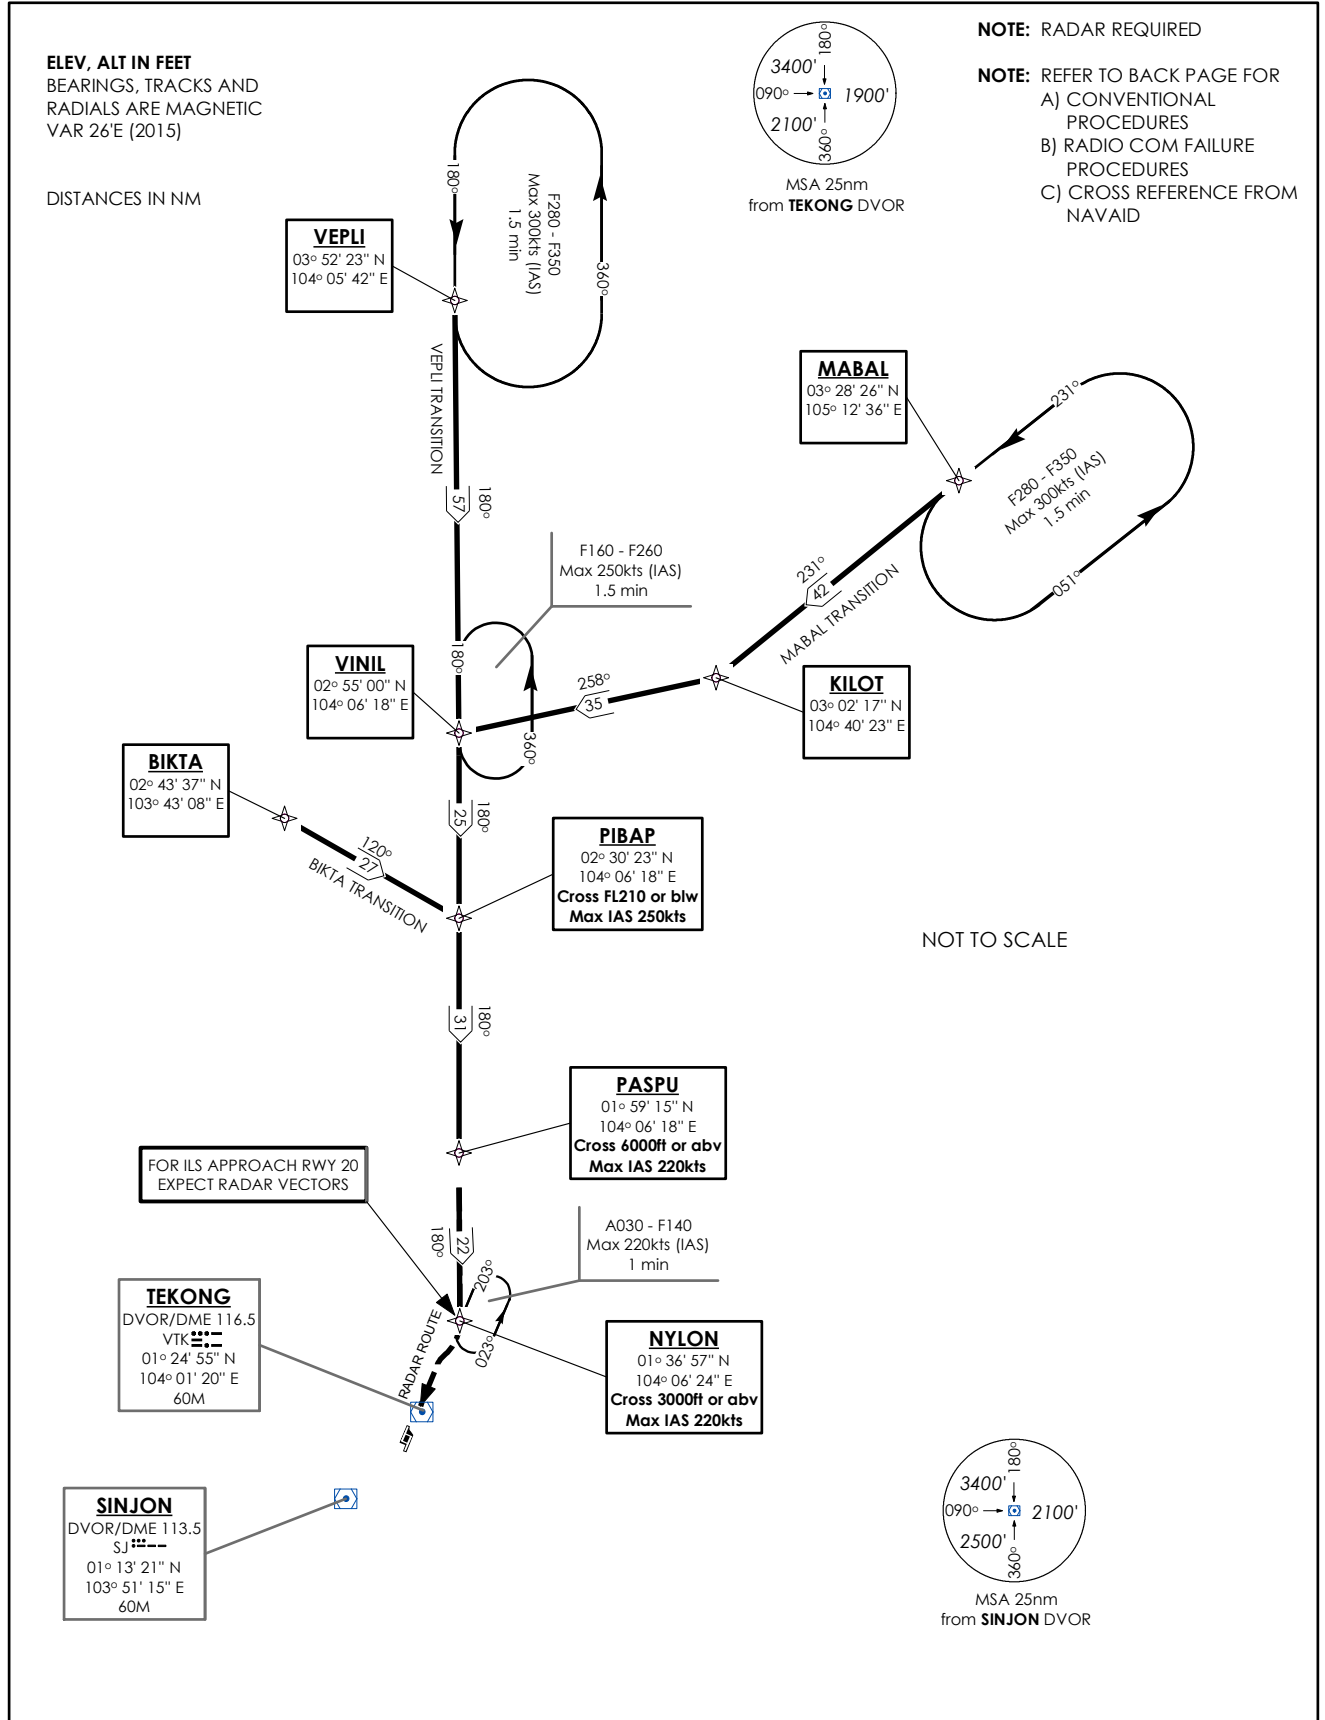 ELEV, ALT IN FEET
BEARINGS, TRACKS AND
RADIALS ARE MAGNETIC
VAR 26'E (2015)
DISTANCES IN NM
180°
3400'
090°
1900'
2100'
360°
MSA 25nm
from TEKONG DVOR
NOTE: RADAR REQUIRED
NOTE: REFER TO BACK PAGE FOR
A) CONVENTIONAL
PROCEDURES
B) RADIO COM FAILURE
PROCEDURES
C) CROSS REFERENCE FROM
NAVAID
180°
F280 - F350
Max 300kts (IAS)
1.5 min
360°
VEPLI
03° 52' 23" N
104° 05' 42" E
VEPLI TRANSITION
57
180°
MABAL
03° 28' 26" N
105° 12' 36" E
231°
F280 - F350
Max 300kts (IAS)
1.5 min
051°
231°
42
MABAL TRANSITION
F160 - F260
Max 250kts (IAS)
1.5 min
180°
360°
VINIL
02° 55' 00" N
104° 06' 18" E
258°
35
KILOT
03° 02' 17" N
104° 40' 23" E
BIKTA
02° 43' 37" N
103° 43' 08" E
120°
27
BIKTA TRANSITION
25
180°
PIBAP
02° 30' 23" N
104° 06' 18" E
Cross FL210 or blw
Max IAS 250kts
NOT TO SCALE
31
180°
PASPU
01° 59' 15" N
104° 06' 18" E
Cross 6000ft or abv
Max IAS 220kts
FOR ILS APPROACH RWY 20
EXPECT RADAR VECTORS
180°
22
A030 - F140
Max 220kts (IAS)
1 min
203°
023°
RADAR ROUTE
TEKONG
DVOR/DME 116.5
VTK
01° 24' 55" N
104° 01' 20" E
60M
NYLON
01° 36' 57" N
104° 06' 24" E
Cross 3000ft or abv
Max IAS 220kts
SINJON
DVOR/DME 113.5
SJ
01° 13' 21" N
103° 51' 15" E
60M
180°
3400'
090°
2100'
2500'
360°
MSA 25nm
from SINJON DVOR